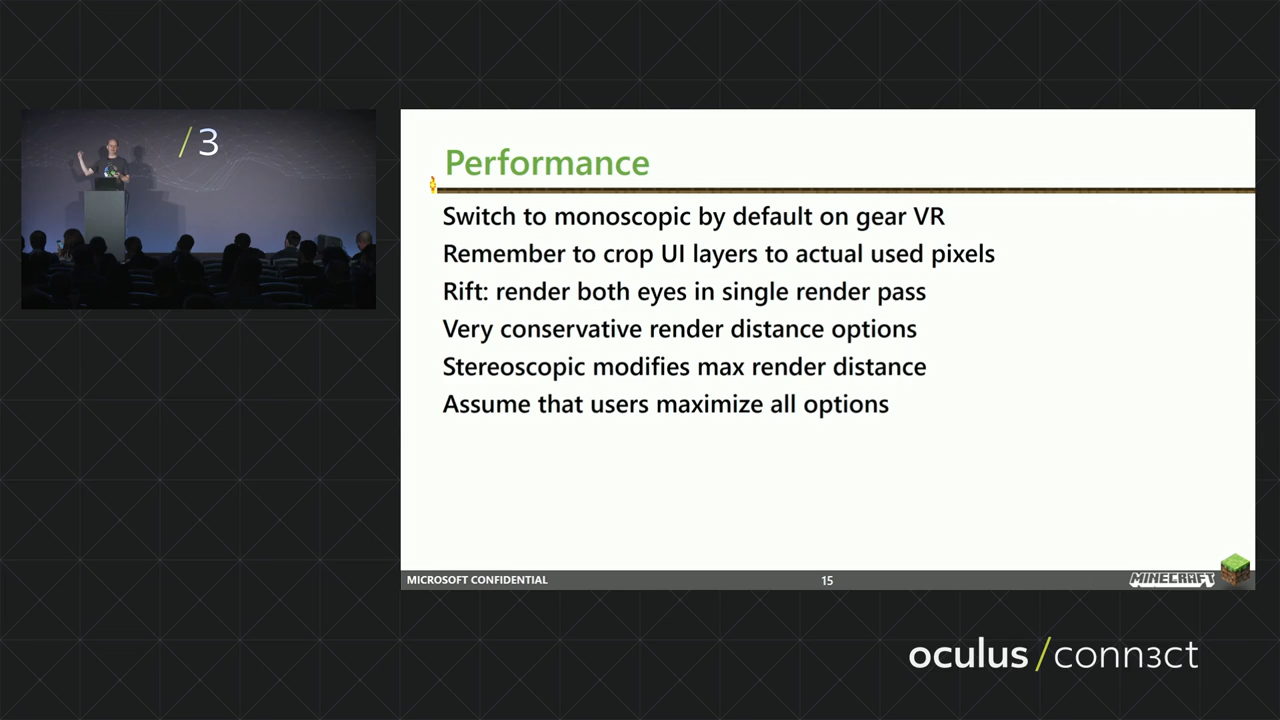 /3
Performance
Switch to monoscopic by default on gear VR
Remember to crop UI layers to actual used pixels
Rift: render both eyes in single render pass
Very conservative render distance options
Stereoscopic modifies max render distance
Assume that users maximize all options
MICROSOFT CONFIDENTIAL
15
MINECRAFT
oculus/conn3ct